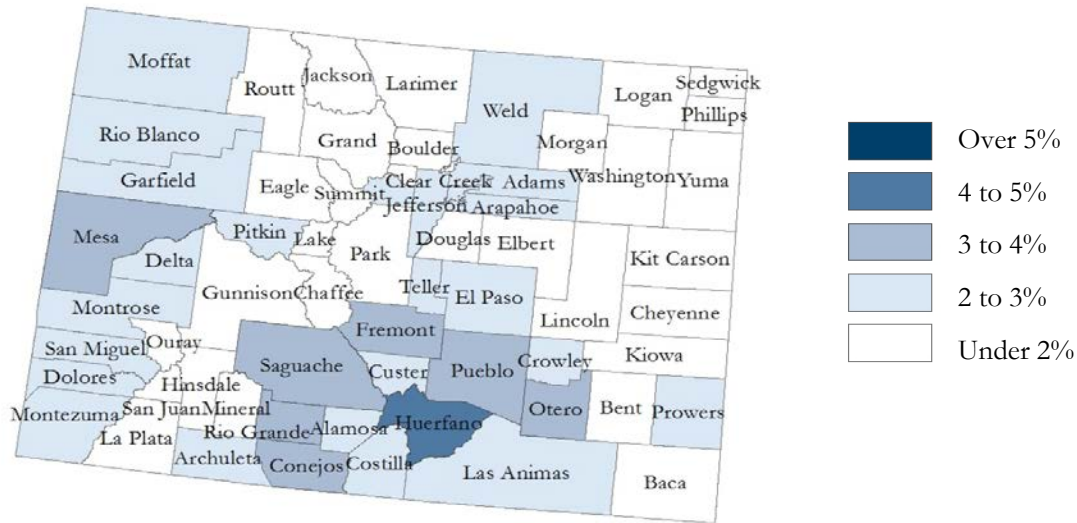 Moffat
Routt
Jackson
Larimer
Weld
Logan
Sedgwick
Phillips
Rio Blanco
Grand
Boulder
Morgan
Garfield
Eagle
Summit
Clear Creek
Jefferson
Adams
Arapahoe
Washington
Yuma
Mesa
Pitkin
Lake
Park
Douglas
Elbert
Kit Carson
Delta
Gunnison
Chaffee
Teller
El Paso
Lincoln
Cheyenne
Montrose
Ouray
Fremont
San Miguel
Saguache
Custer
Pueblo
Crowley
Kiowa
Dolores
Hinsdale
Montezuma
San Juan
Mineral
Rio Grande
Alamosa
Huerfano
Otero
Bent
Prowers
La Plata
Archuleta
Conejos
Costilla
Las Animas
Baca
Over 5%
4 to 5%
3 to 4%
2 to 3%
Under 2%